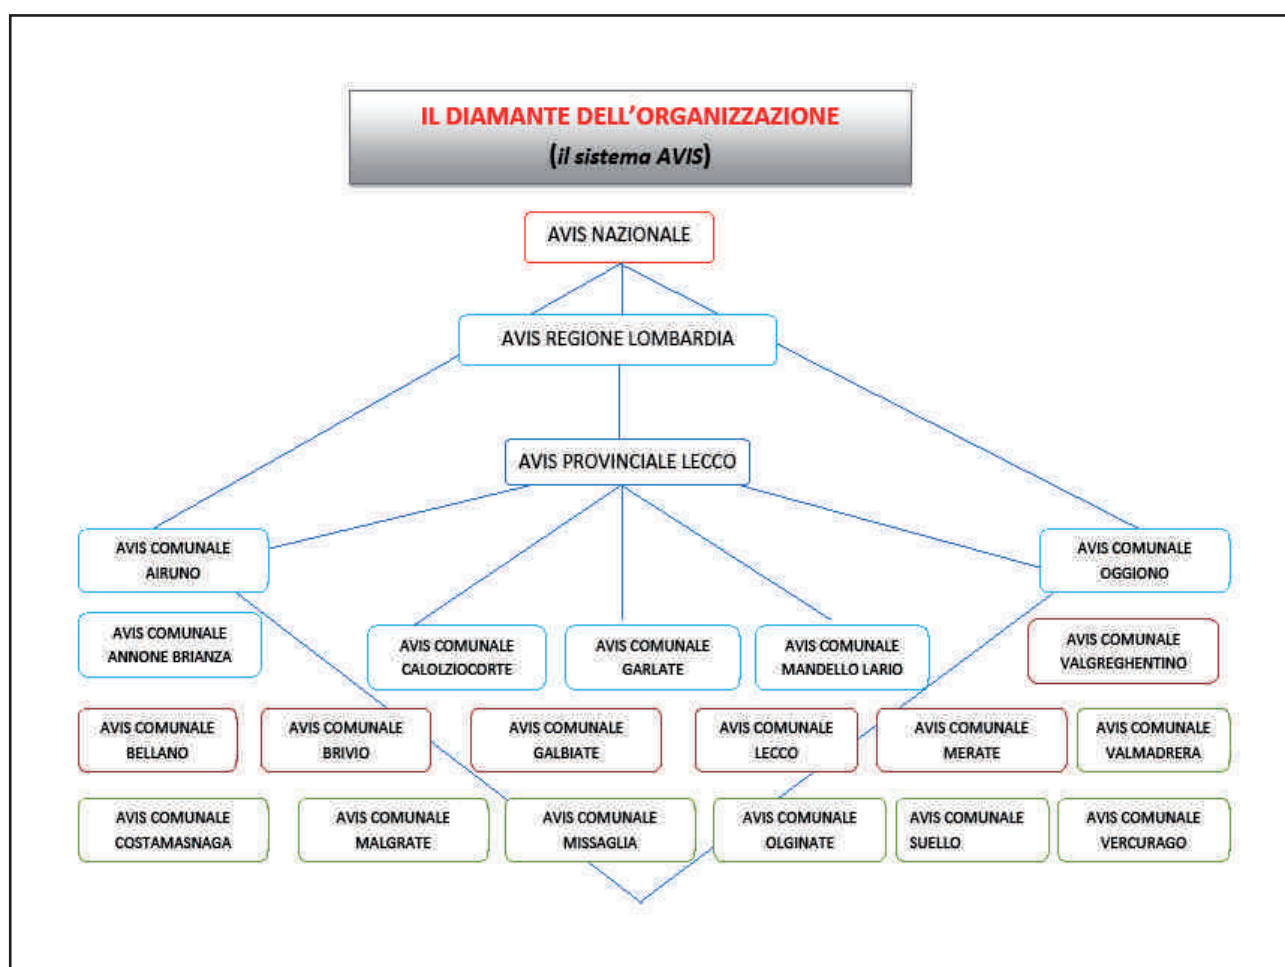 IL DIAMANTE DELL'ORGANIZZAZIONE
(il sistema AVIS)
AVIS NAZIONALE
AVIS REGIONE LOMBARDIA
AVIS PROVINCIALE LECCO
AVIS COMUNALE
AIRUNO
AVIS COMUNALE
OGGIONO
AVIS COMUNALE
ANNONE BRIANZA
AVIS COMUNALE
CALOLZIOCORTE
AVIS COMUNALE
GARLATE
AVIS COMUNALE
MANDELLO LARIO
AVIS COMUNALE
VALGREGHENTINO
AVIS COMUNALE
BELLANO
AVIS COMUNALE
BRIVIO
AVIS COMUNALE
GALBIATE
AVIS COMUNALE
LECCO
AVIS COMUNALE
MERATE
AVIS COMUNALE
VALMADRERA
AVIS COMUNALE
COSTAMASNAGA
AVIS COMUNALE
MALGRATE
AVIS COMUNALE
MISSAGLIA
AVIS COMUNALE
OLGINATE
AVIS COMUNALE
SUELLO
AVIS COMUNALE
VERCURAGO